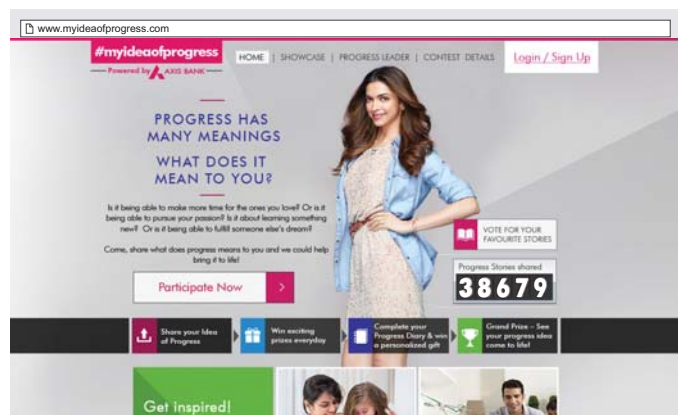 www.myideaofprogress.com
#myideaofprogress
Powered by AXIS BANK
HOME | SHOWCASE | PROGRESS LEADER | CONTEST DETAILS
Login / Sign Up
PROGRESS HAS
MANY MEANINGS
WHAT DOES IT
MEAN TO YOU?
Is it being able to make more time for the ones you love? Or is it
being able to pursue your passion? Is it about learning something
new? Or is it being able to fulfill someone else's dream?
Come, share what does progress means to you and we could help
bring it to life!
Participate Now
VOTE FOR YOUR
FAVOURITE STORIES
Progress Stories shared
38679
Share your Idea
of Progress
Win exciting
prizes everyday
Complete your
Progress Diary & win
a personalized gift
Grand Prize – See
your progress idea
come to life!
Get inspired!